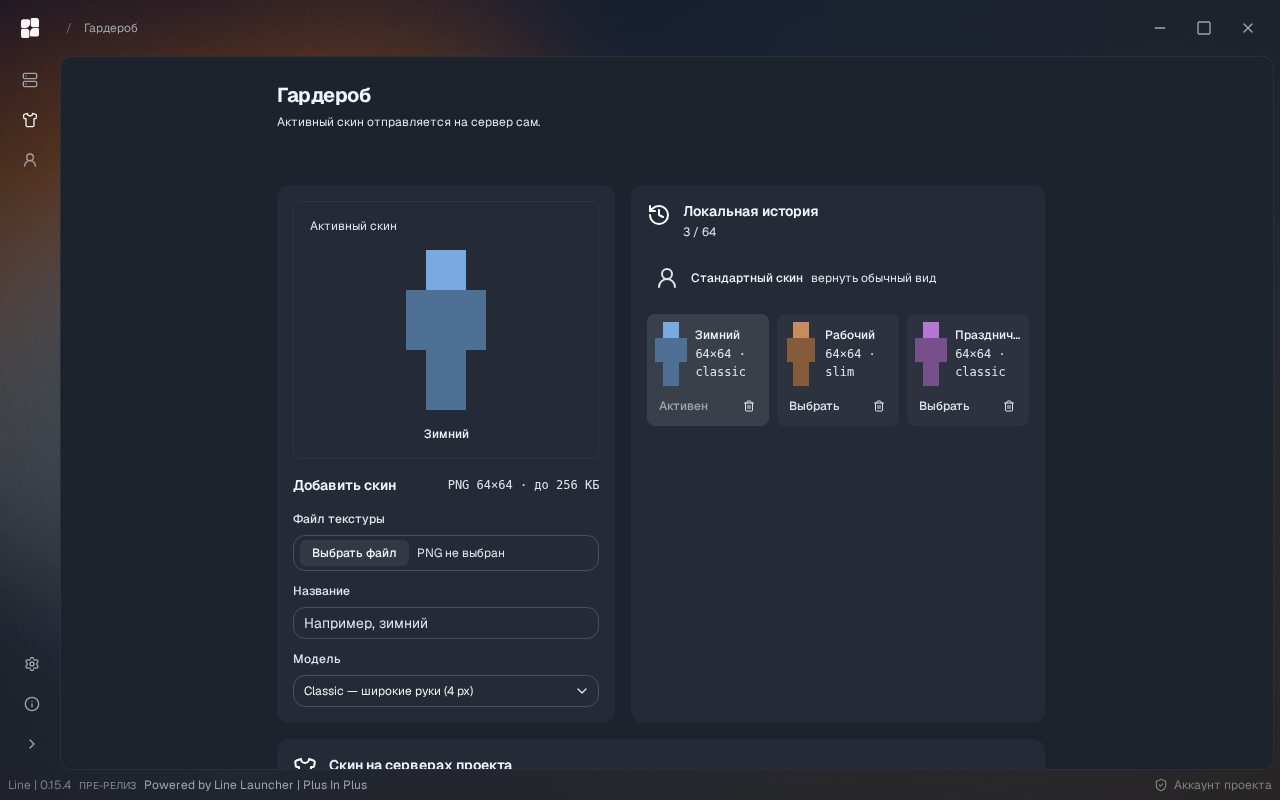 / Гардероб
Гардероб
Активный скин отправляется на сервер сам.
Активный скин
Зимний
Добавить скин PNG 64×64 · до 256 КБ
Файл текстуры
Выбрать файл PNG не выбран
Название
Например, зимний
Модель
Classic — широкие руки (4 px)
Локальная история
3 / 64
Стандартный скин вернуть обычный вид
Зимний
64×64 ·
classic
Активен
Рабочий
64×64 ·
slim
Выбрать
Празднич…
64×64 ·
classic
Выбрать
Скин на серверах проекта
Line | 0.15.4 ПРЕ-РЕЛИЗ Powered by Line Launcher | Plus In Plus
Аккаунт проекта